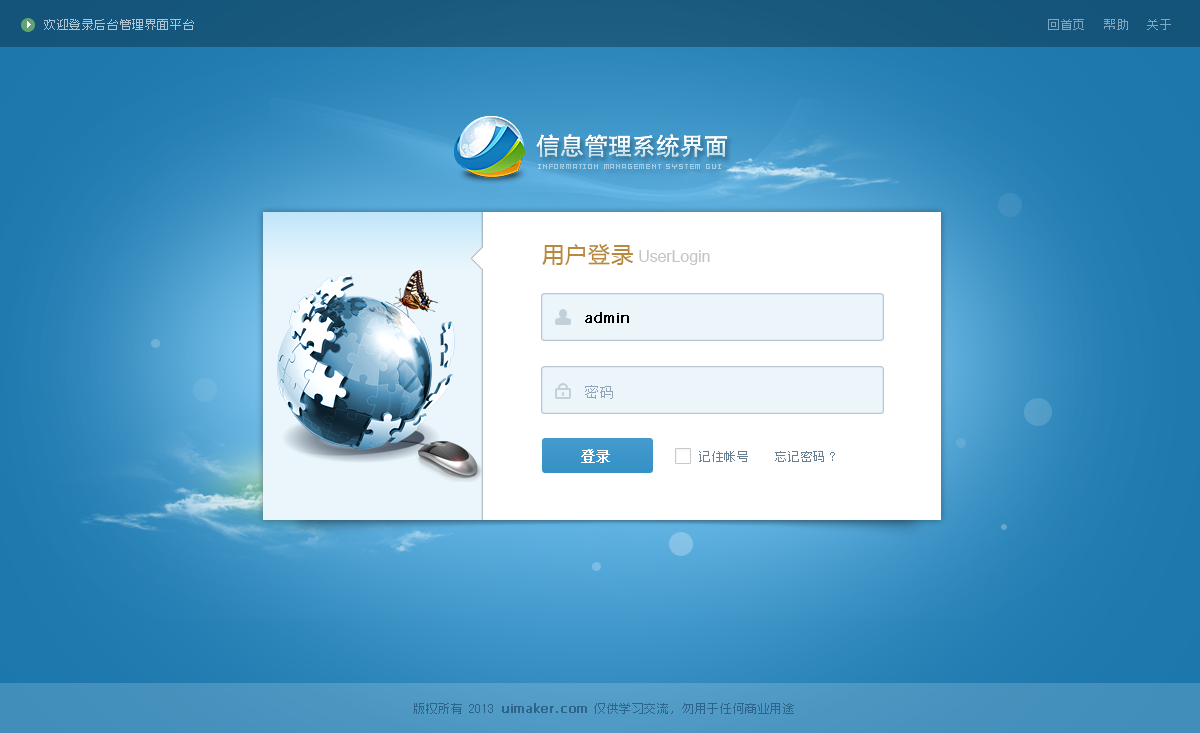 欢迎登录后台管理界面平台
回首页 帮助 关于
信息管理系统界面
INFORMATION MANAGEMENT SYSTEM GUI
用户登录 UserLogin
admin
密码
登录 记住帐号 忘记密码？
版权所有 2013 uimaker.com 仅供学习交流，勿用于任何商业用途